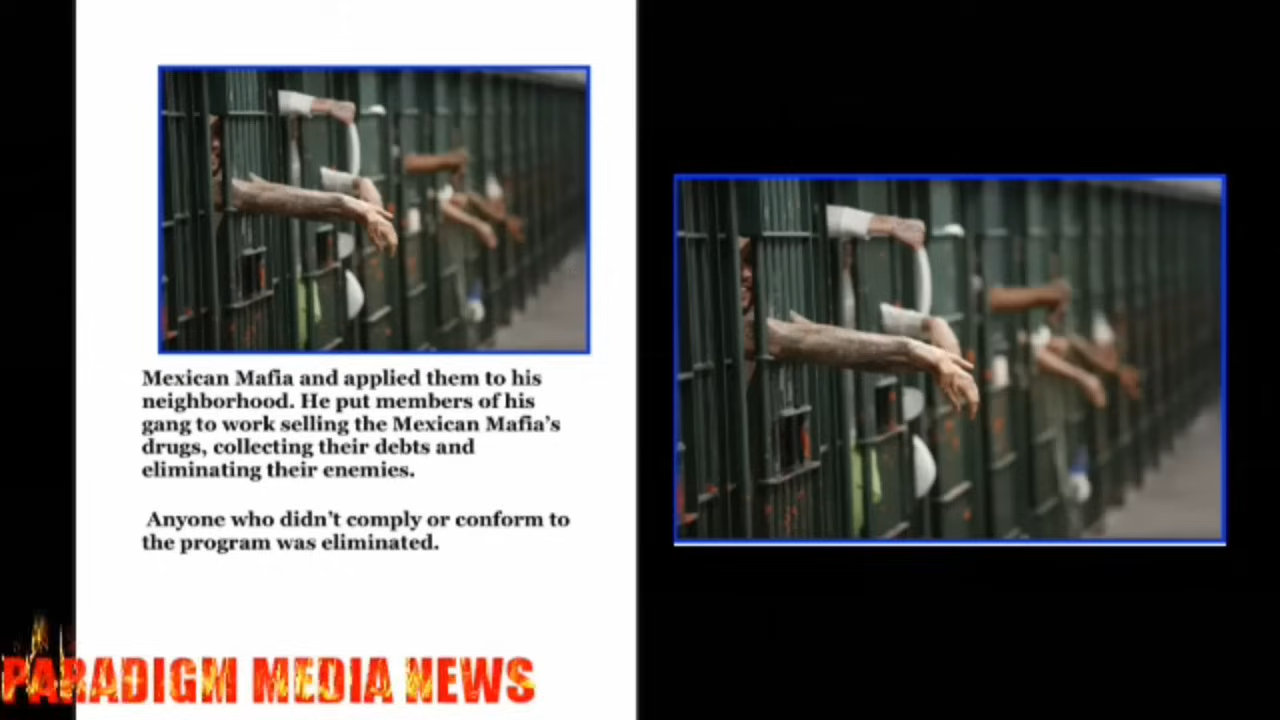 Mexican Mafia and applied them to his
neighborhood. He put members of his
gang to work selling the Mexican Mafia's
drugs, collecting their debts and
eliminating their enemies.
Anyone who didn't comply or conform to
the program was eliminated.
PARADIGM MEDIA NEWS